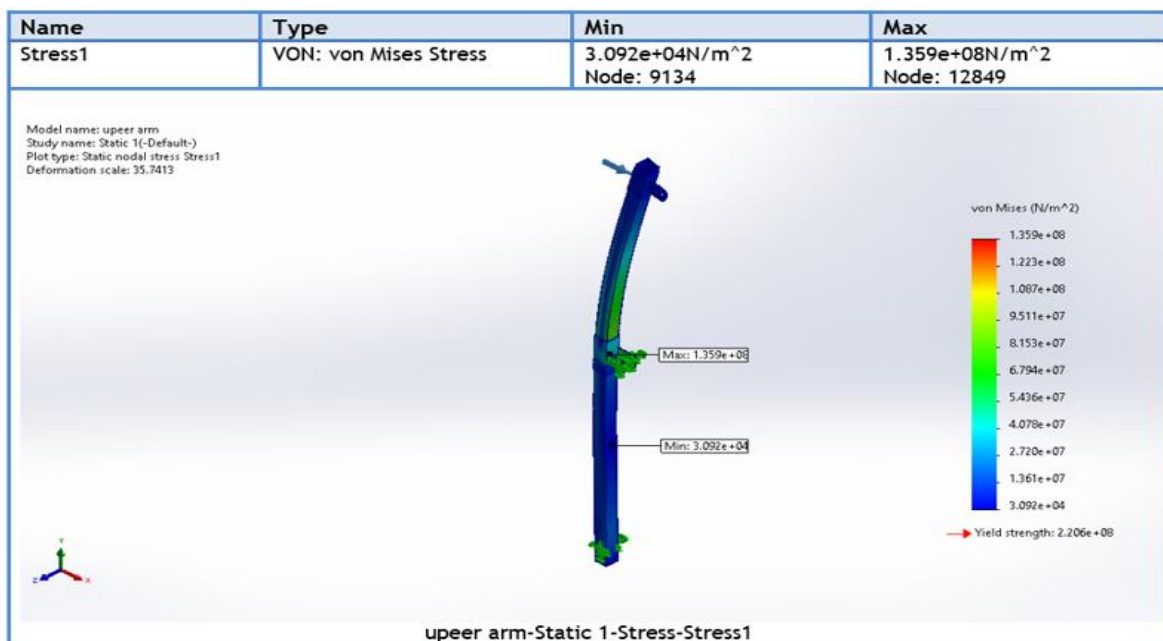 Name Type Min Max
Stress1 VON: von Mises Stress 3.092e+04N/m^2 1.359e+08N/m^2
Node: 9134 Node: 12849
Model name: upeer arm
Study name: Static 1(-Default-)
Plot type: Static nodal stress Stress1
Deformation scale: 35.7413
von Mises (N/m^2)
1.359e+08
1.223e+08
1.087e+08
9.511e+07
8.153e+07
6.794e+07
5.436e+07
4.078e+07
2.720e+07
1.361e+07
3.092e+04
Yield strength: 2.206e+08
Max: 1.359e+08
Min: 3.092e+04
Y
Z
X
upeer arm-Static 1-Stress-Stress1